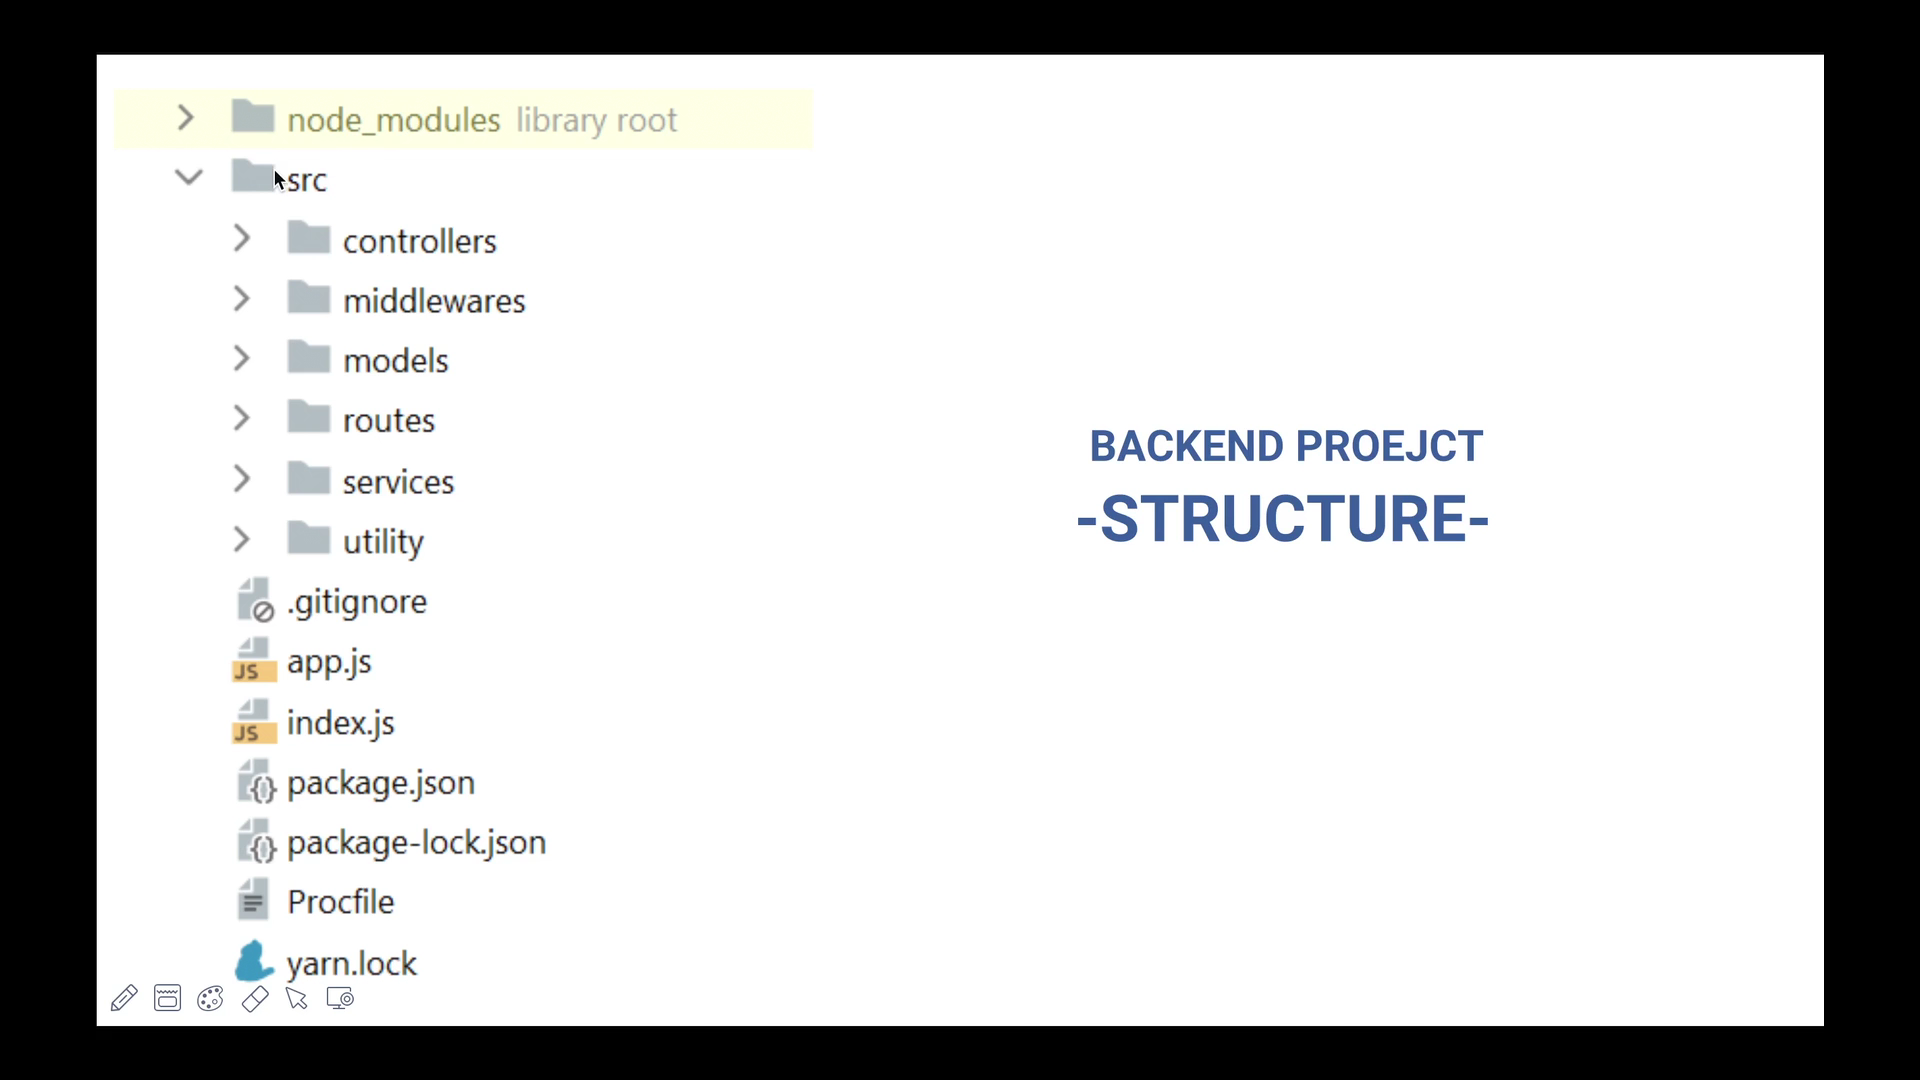 node_modules library root
src
controllers
middlewares
models
routes
services
utility
.gitignore
JS app.js
JS index.js
package.json
package-lock.json
Procfile
yarn.lock
BACKEND PROEJCT
-STRUCTURE-